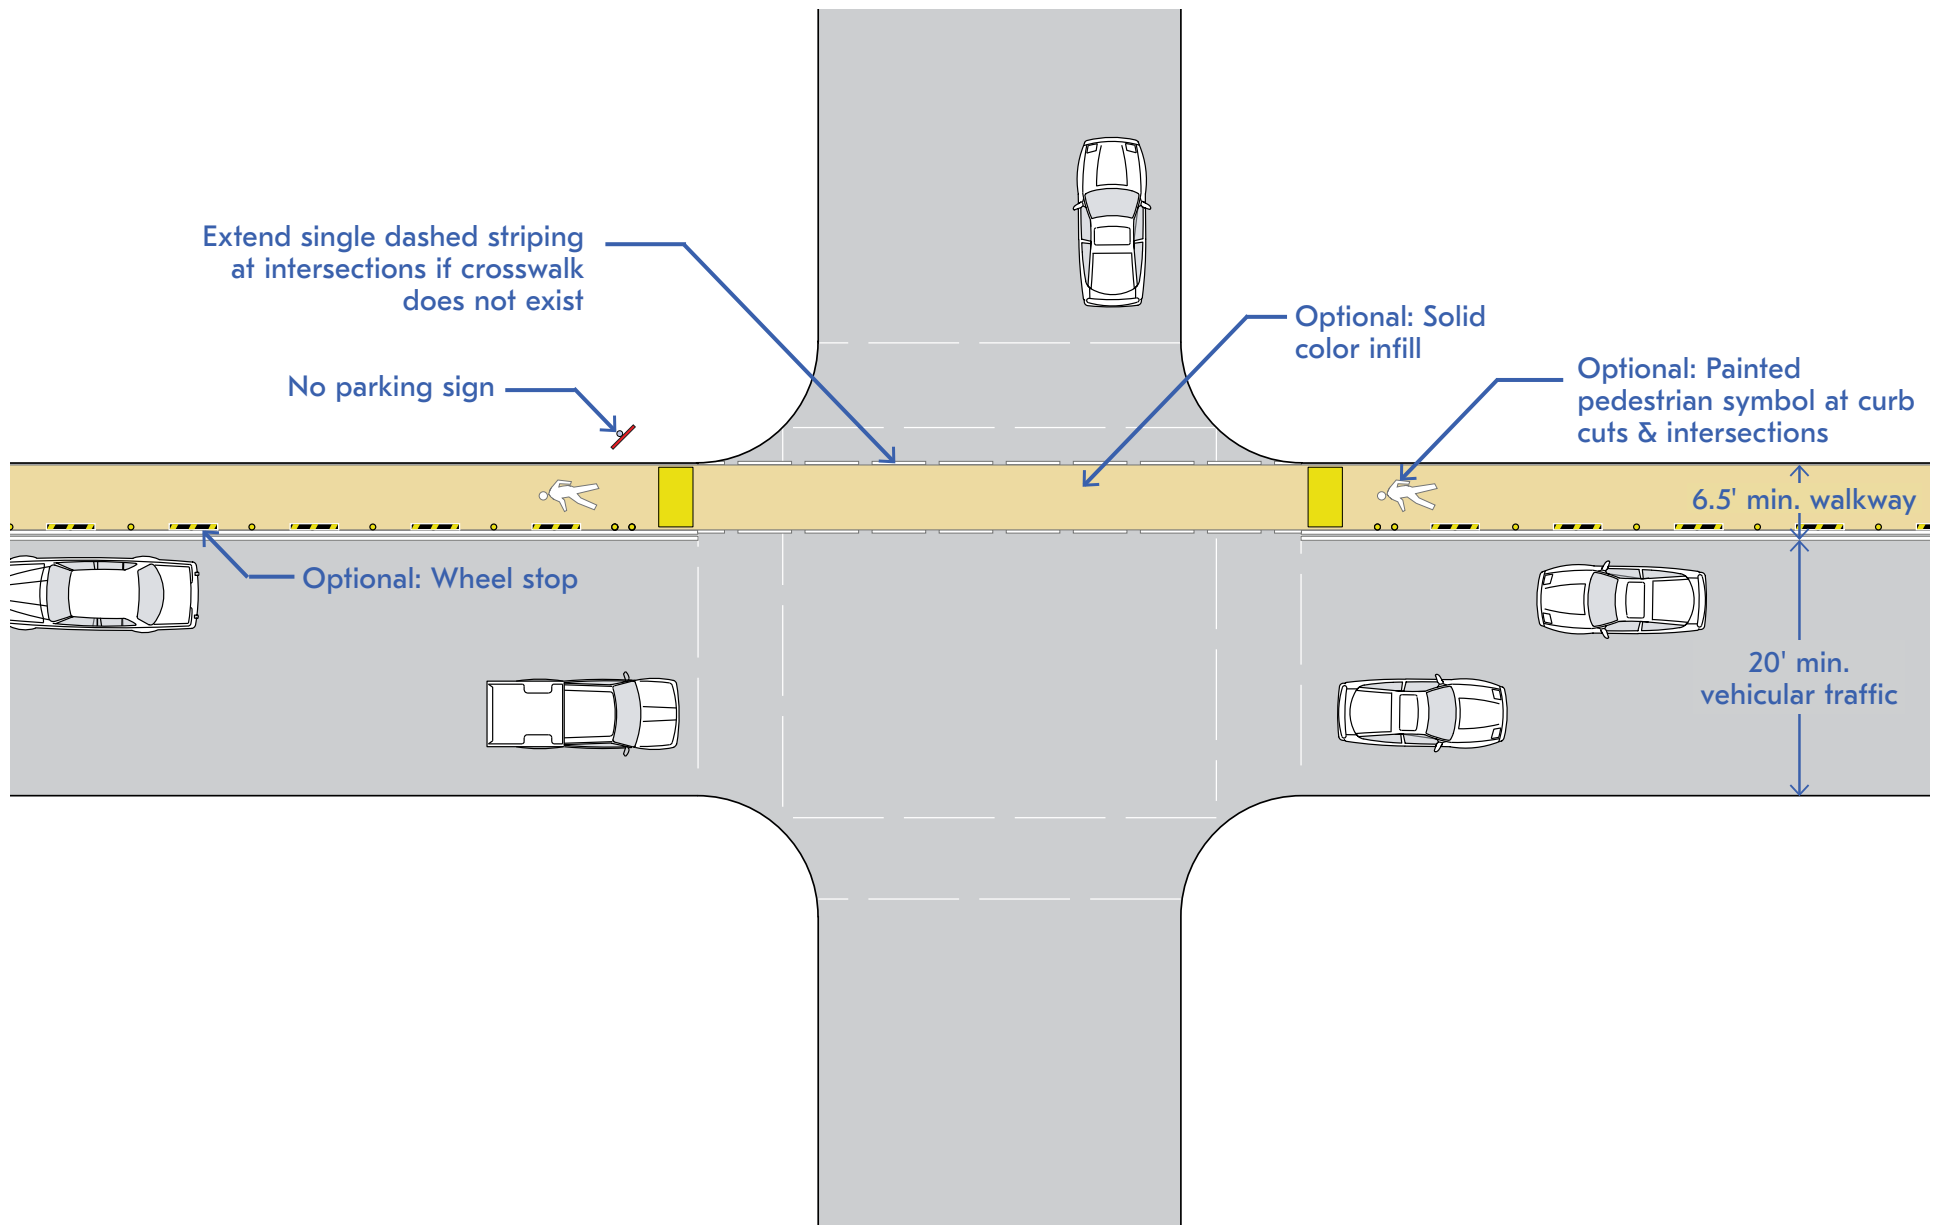 Extend single dashed striping
at intersections if crosswalk
does not exist
Optional: Solid
color infill
No parking sign
Optional: Painted
pedestrian symbol at curb
cuts & intersections
6.5' min. walkway
Optional: Wheel stop
20' min.
vehicular traffic